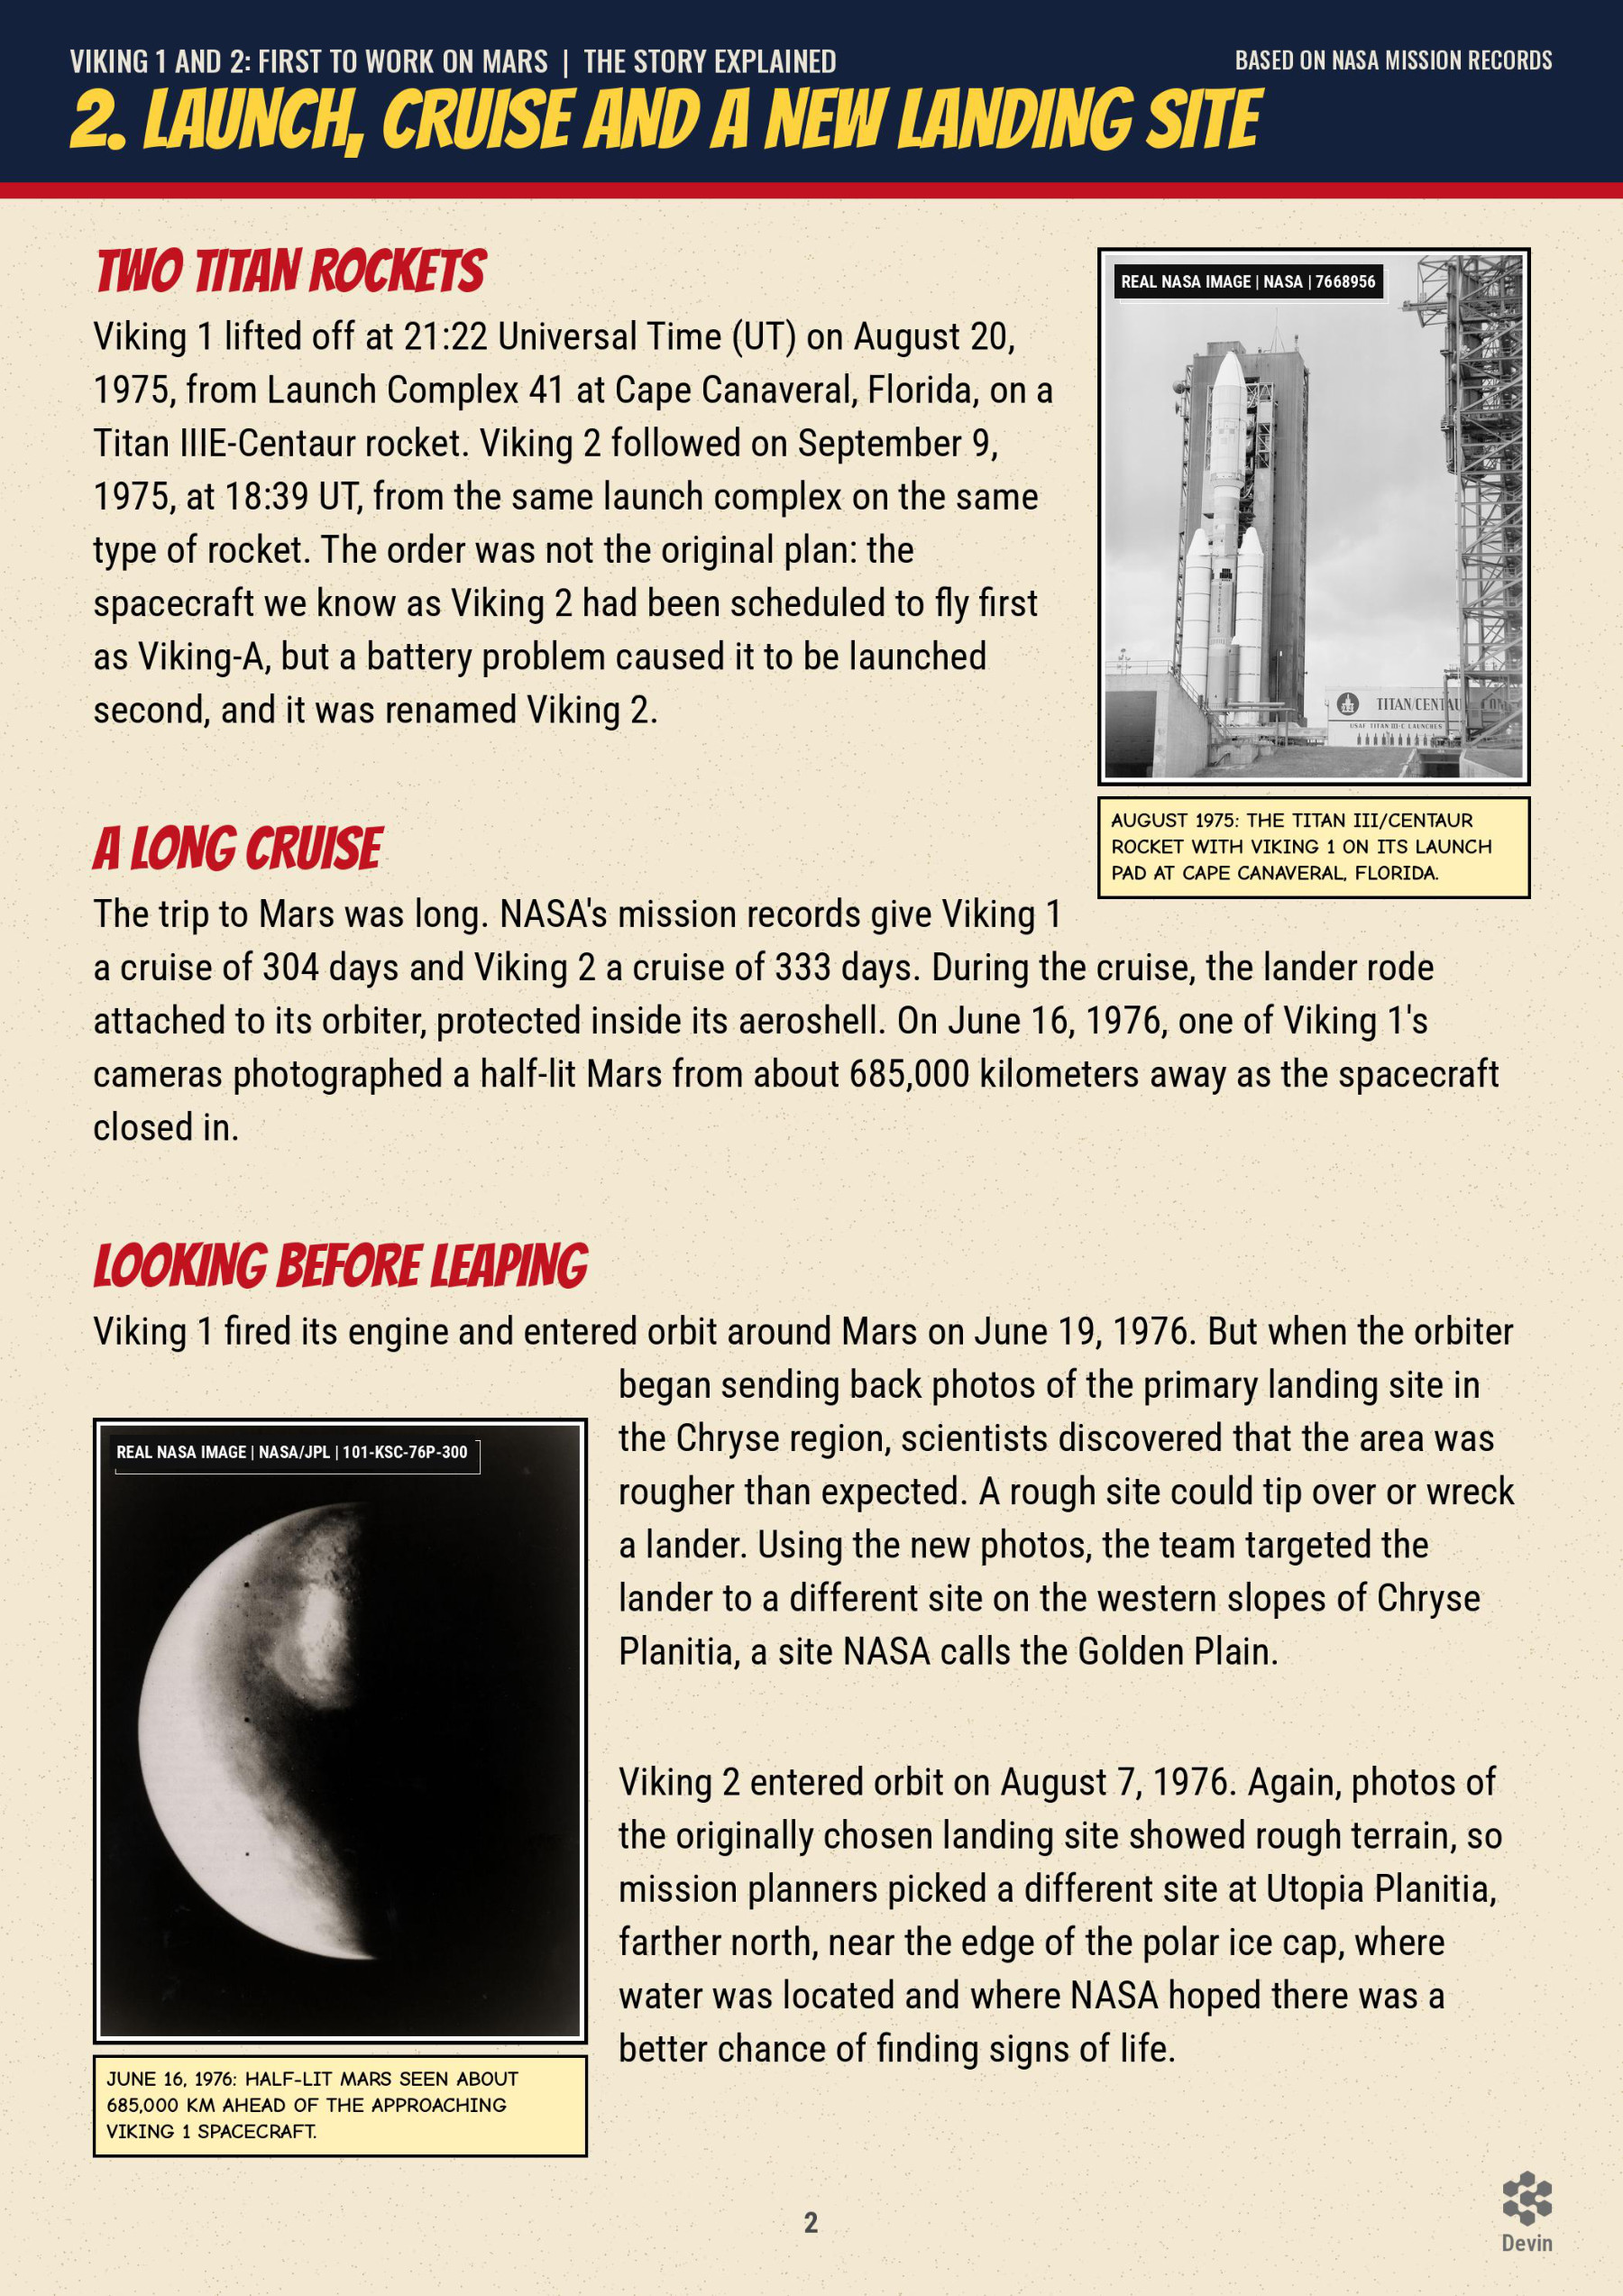 VIKING 1 AND 2: FIRST TO WORK ON MARS | THE STORY EXPLAINED
BASED ON NASA MISSION RECORDS
2. LAUNCH, CRUISE AND A NEW LANDING SITE
TWO TITAN ROCKETS
Viking 1 lifted off at 21:22 Universal Time (UT) on August 20,
1975, from Launch Complex 41 at Cape Canaveral, Florida, on a
Titan IIIE-Centaur rocket. Viking 2 followed on September 9,
1975, at 18:39 UT, from the same launch complex on the same
type of rocket. The order was not the original plan: the
spacecraft we know as Viking 2 had been scheduled to fly first
as Viking-A, but a battery problem caused it to be launched
second, and it was renamed Viking 2.
REAL NASA IMAGE | NASA | 7668956
TITAN/CENTAU
USAF TITAN III-C LAUNCHES
AUGUST 1975: THE TITAN III/CENTAUR
ROCKET WITH VIKING 1 ON ITS LAUNCH
PAD AT CAPE CANAVERAL, FLORIDA.
A LONG CRUISE
The trip to Mars was long. NASA's mission records give Viking 1
a cruise of 304 days and Viking 2 a cruise of 333 days. During the cruise, the lander rode
attached to its orbiter, protected inside its aeroshell. On June 16, 1976, one of Viking 1's
cameras photographed a half-lit Mars from about 685,000 kilometers away as the spacecraft
closed in.
LOOKING BEFORE LEAPING
Viking 1 fired its engine and entered orbit around Mars on June 19, 1976. But when the orbiter
began sending back photos of the primary landing site in
the Chryse region, scientists discovered that the area was
rougher than expected. A rough site could tip over or wreck
a lander. Using the new photos, the team targeted the
lander to a different site on the western slopes of Chryse
Planitia, a site NASA calls the Golden Plain.
REAL NASA IMAGE | NASA/JPL | 101-KSC-76P-300
JUNE 16, 1976: HALF-LIT MARS SEEN ABOUT
685,000 KM AHEAD OF THE APPROACHING
VIKING 1 SPACECRAFT.
Viking 2 entered orbit on August 7, 1976. Again, photos of
the originally chosen landing site showed rough terrain, so
mission planners picked a different site at Utopia Planitia,
farther north, near the edge of the polar ice cap, where
water was located and where NASA hoped there was a
better chance of finding signs of life.
2
Devin